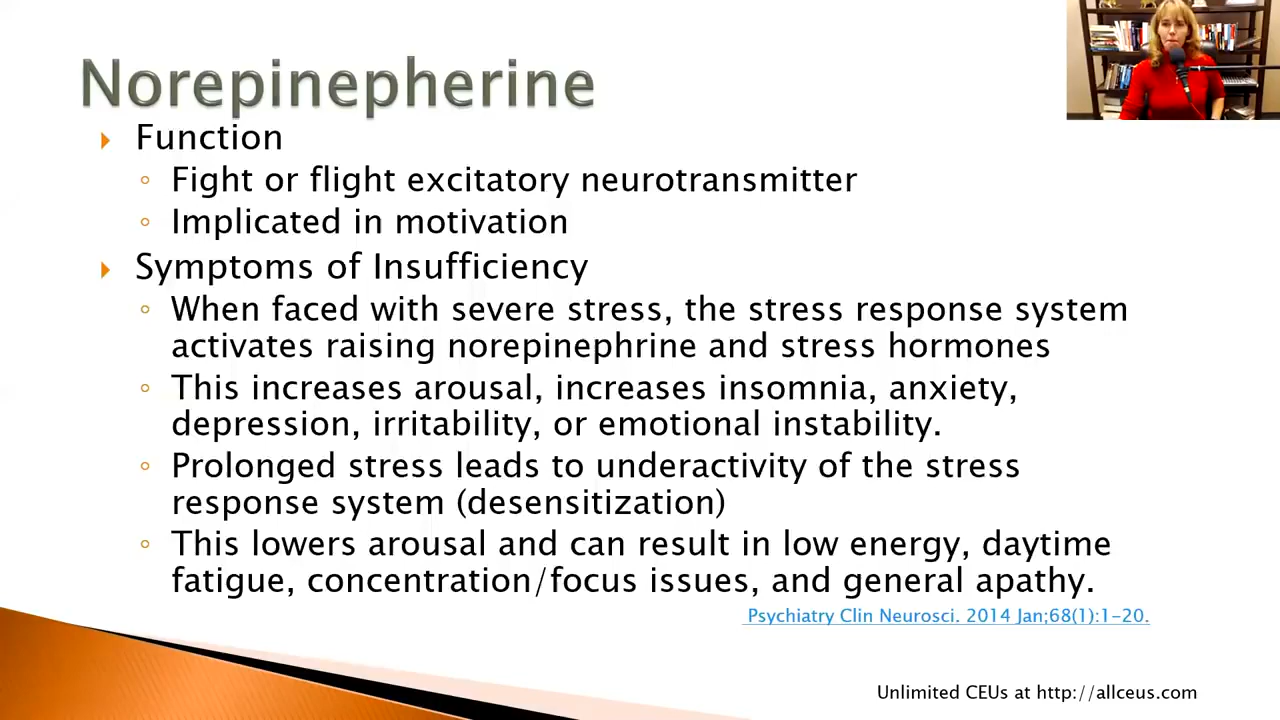 Norepinepherine
Function
Fight or flight excitatory neurotransmitter
Implicated in motivation
Symptoms of Insufficiency
When faced with severe stress, the stress response system
activates raising norepinephrine and stress hormones
This increases arousal, increases insomnia, anxiety,
depression, irritability, or emotional instability.
Prolonged stress leads to underactivity of the stress
response system (desensitization)
This lowers arousal and can result in low energy, daytime
fatigue, concentration/focus issues, and general apathy.
Psychiatry Clin Neurosci. 2014 Jan;68(1):1-20.
Unlimited CEUs at http://allceus.com